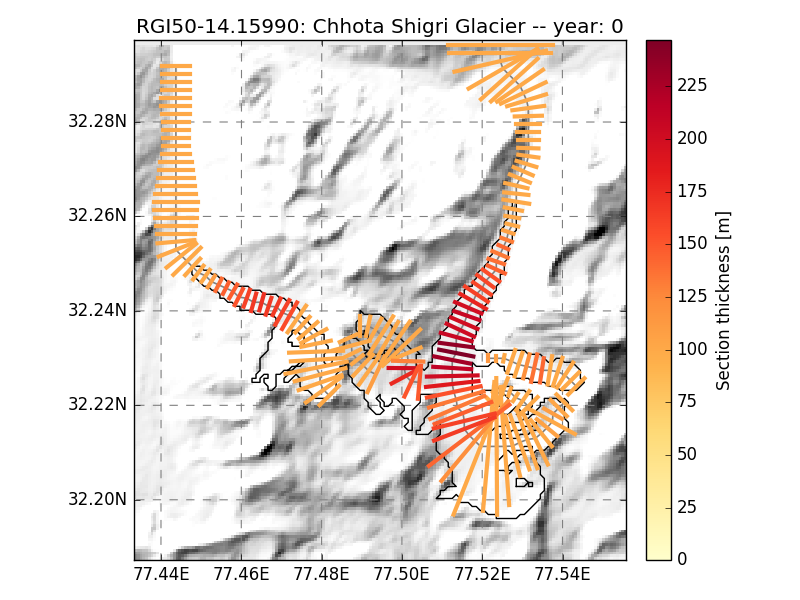 RGI50-14.15990: Chhota Shigri Glacier -- year: 0
32.28N
32.26N
32.24N
32.22N
32.20N
77.44E 77.46E 77.48E 77.50E 77.52E 77.54E
225
200
175
150
125
100
75
50
25
0
Section thickness [m]